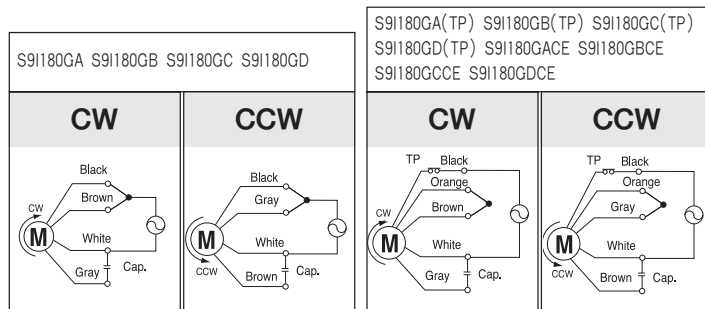 S9I180GA S9I180GB S9I180GC S9I180GD
CW
CCW
Black
Brown
CW
M
White
Gray
Cap.
Black
Gray
M
White
CCW
Brown
Cap.
S9I180GA(TP) S9I180GB(TP) S9I180GC(TP)
S9I180GD(TP) S9I180GACE S9I180GBCE
S9I180GCCE S9I180GDCE
CW
CCW
TP
Black
Orange
CW
Brown
M
White
Gray
Cap.
TP
Black
Orange
Gray
M
White
CCW
Brown
Cap.